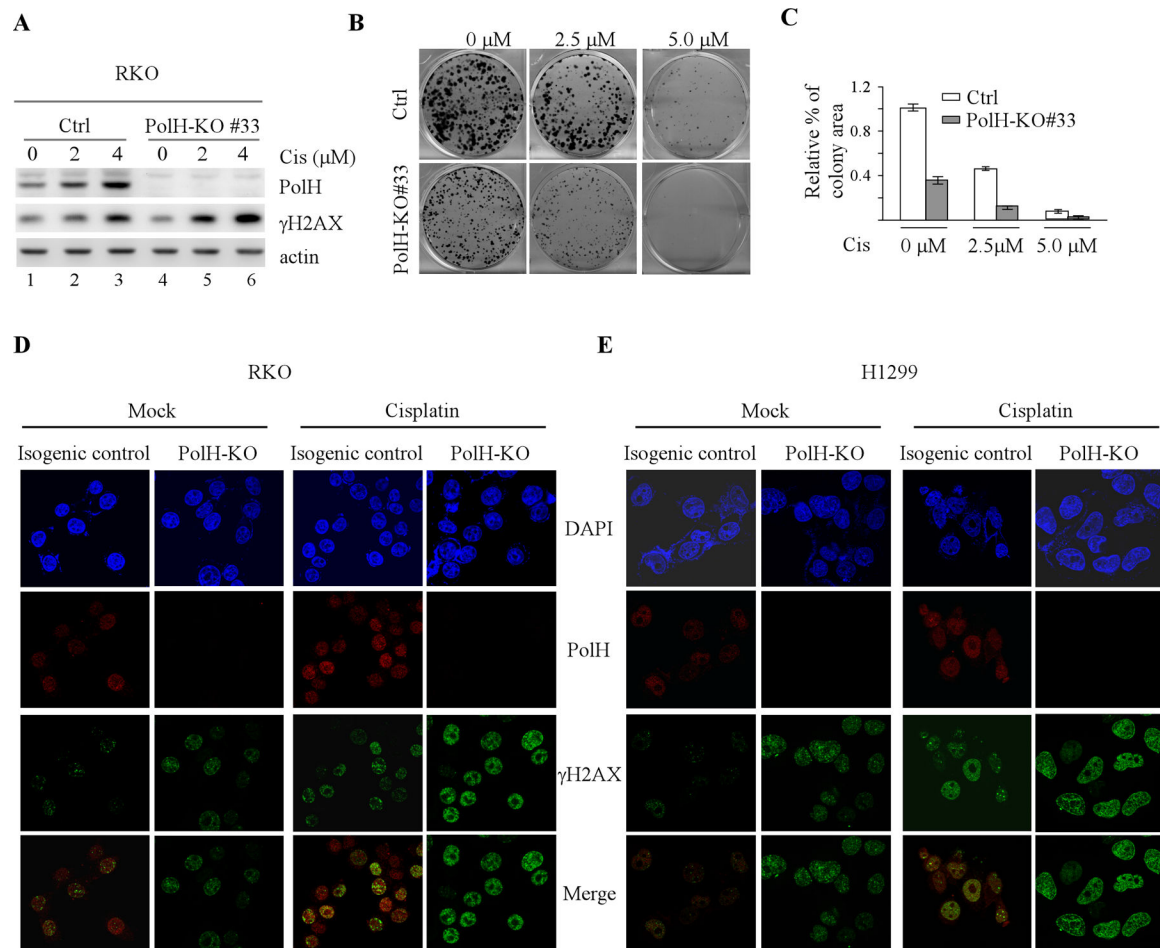 A
RKO
Ctrl PolH-KO #33
0 2 4 0 2 4 Cis (μM)
PolH
γH2AX
actin
1 2 3 4 5 6
B
0 μM 2.5 μM 5.0 μM
Ctrl
PolH-KO#33
C
Relative % of
colony area
1.2
0.8
0.4
Ctrl
PolH-KO#33
Cis 0 μM 2.5μM 5.0 μM
D
RKO
Mock Cisplatin
Isogenic control PolH-KO Isogenic control PolH-KO
E
H1299
Mock Cisplatin
Isogenic control PolH-KO Isogenic control PolH-KO
DAPI
PolH
γH2AX
Merge